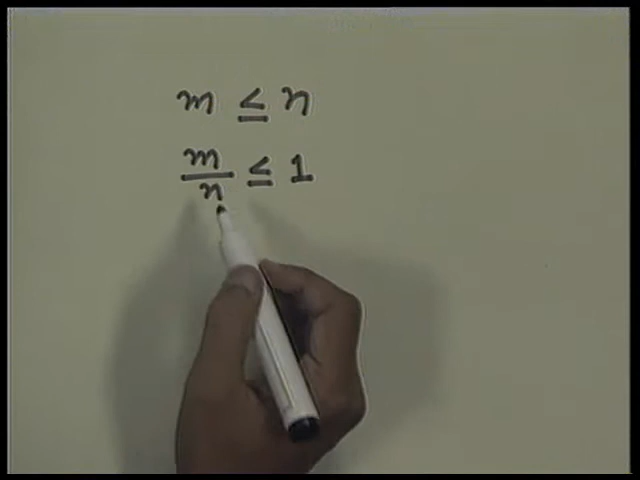 m ≤ n
m/n ≤ 1